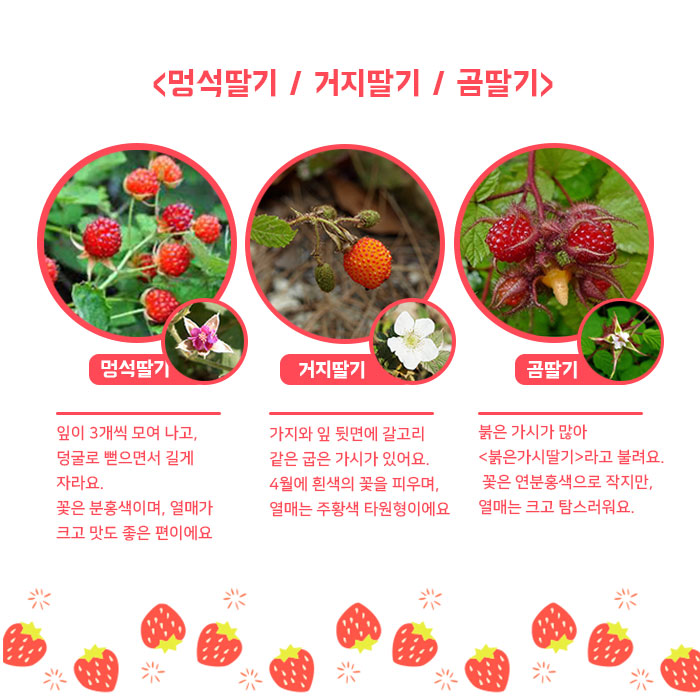 <멍석딸기 / 거지딸기 / 곰딸기>
멍석딸기
거지딸기
곰딸기
잎이 3개씩 모여 나고,
덩굴로 뻗으면서 길게
자라요.
꽃은 분홍색이며, 열매가
크고 맛도 좋은 편이에요
가지와 잎 뒷면에 갈고리
같은 굽은 가시가 있어요.
4월에 흰색의 꽃을 피우며,
열매는 주황색 타원형이에요
붉은 가시가 많아
<붉은가시딸기>라고 불려요.
꽃은 연분홍색으로 작지만,
열매는 크고 탐스러워요.